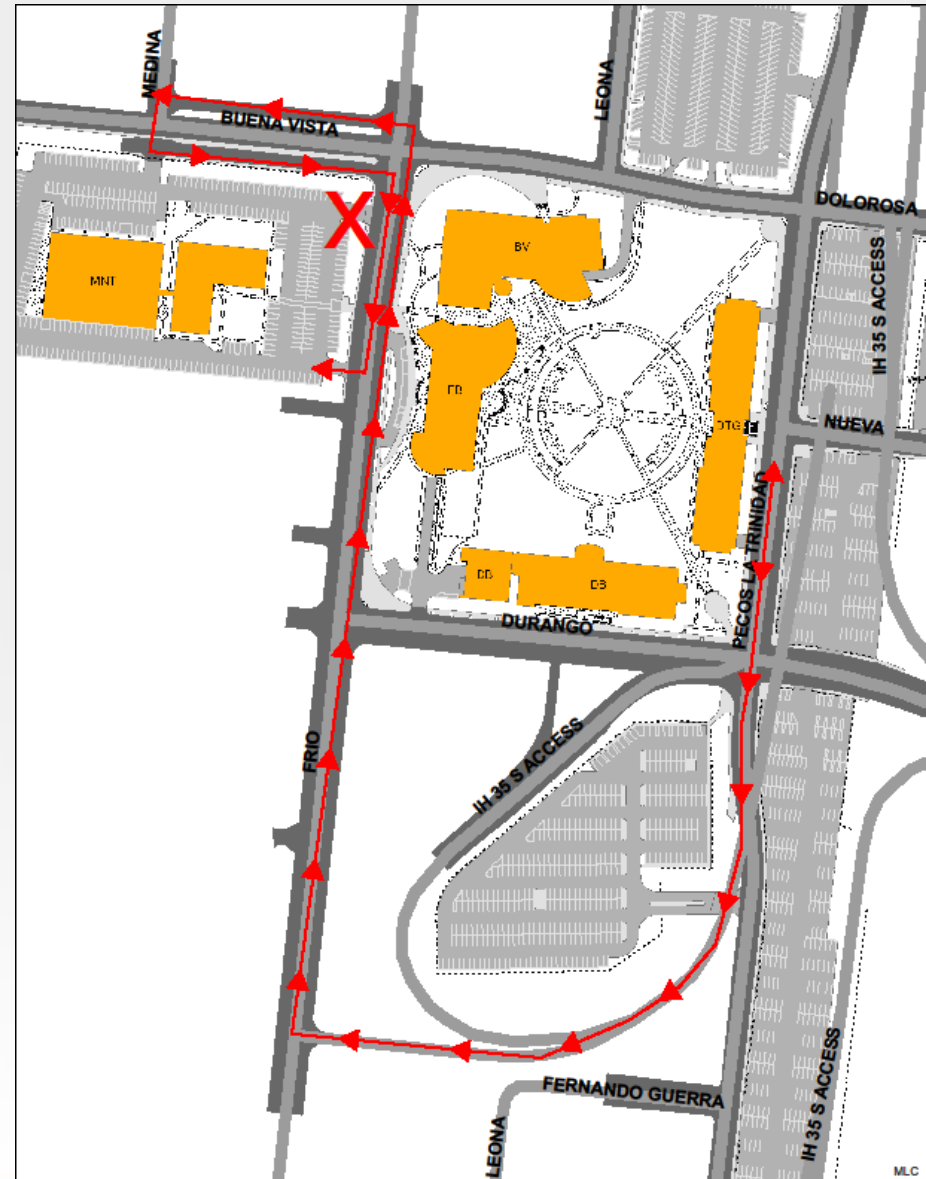 MEDINA
LEONA
BUENA VISTA
DOLOROSA
X
BV
IH 35 S ACCESS
MNT
FB
DTG
NUEVA
PECOS LA TRINIDAD
DB
DB
DURANGO
FRIO
IH 35 S ACCESS
FERNANDO GUERRA
LEONA
IH 35 S ACCESS
MLC